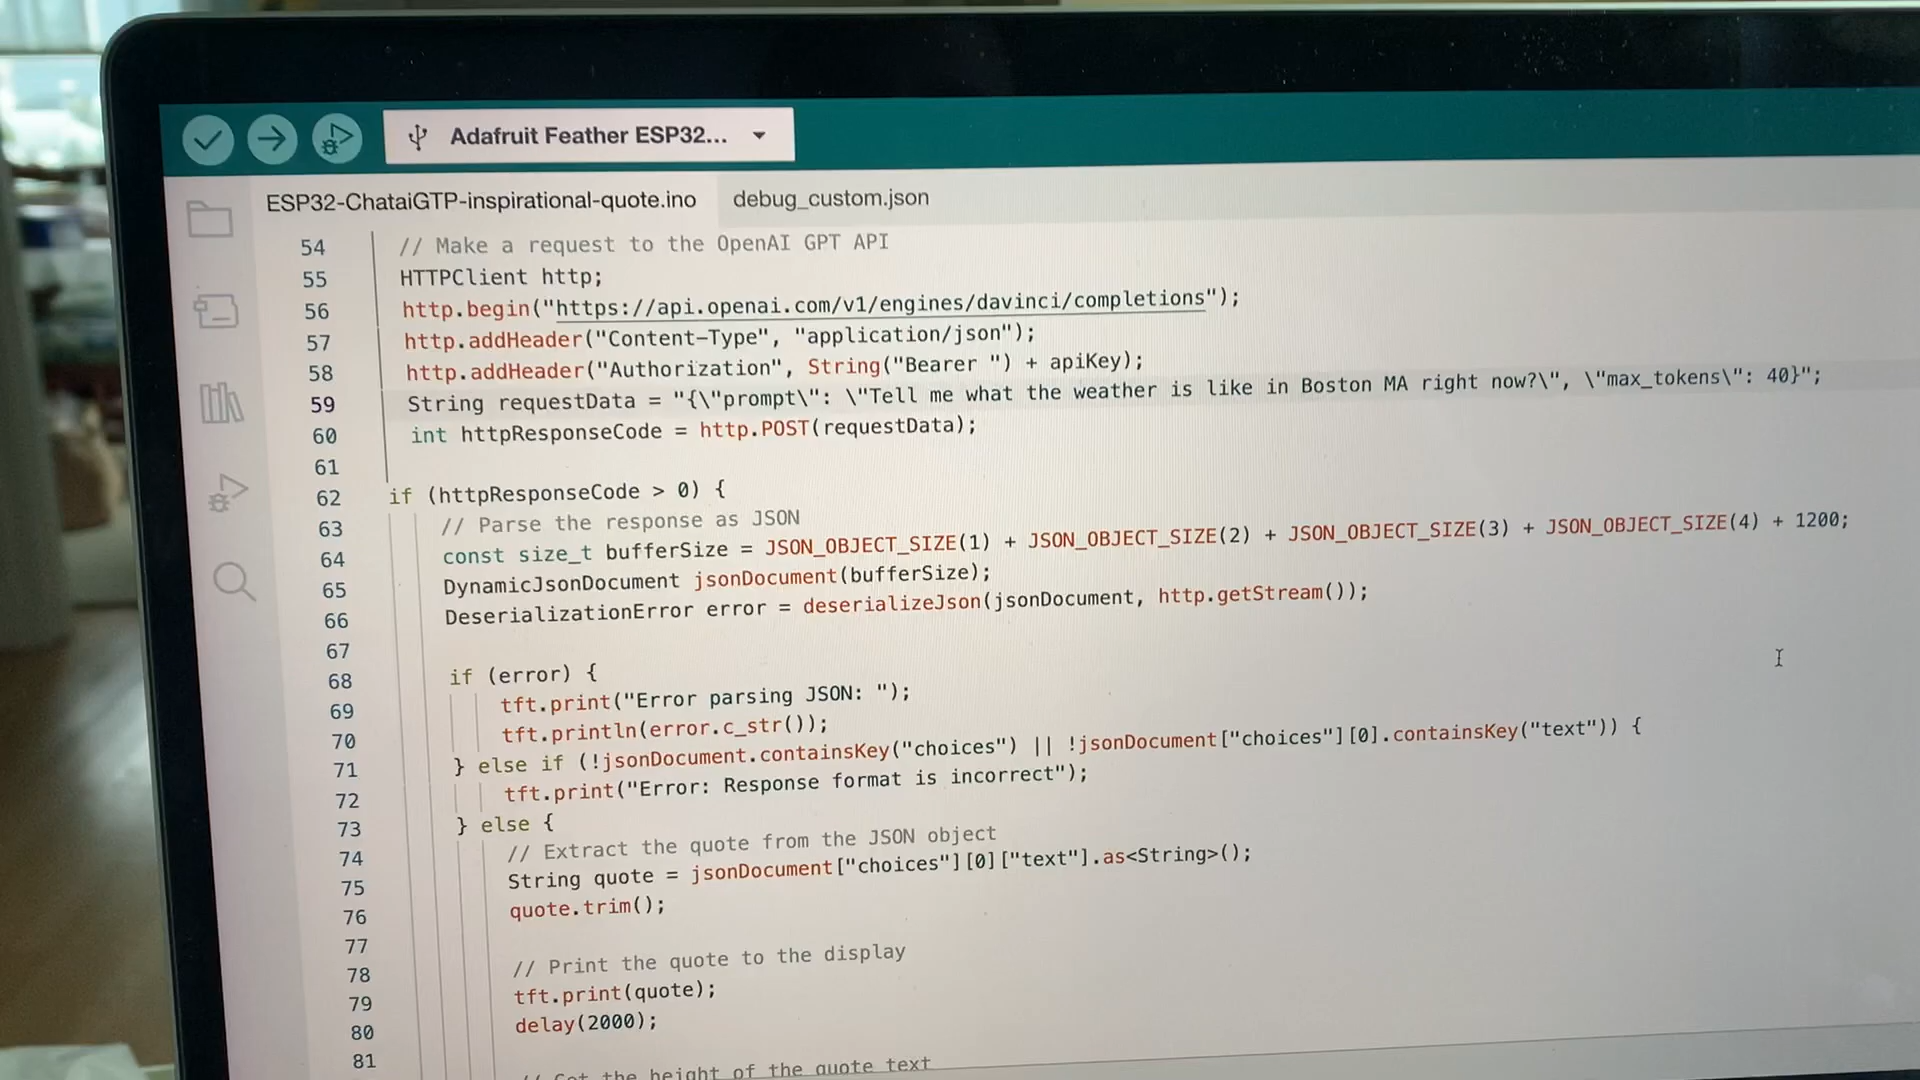 Adafruit Feather ESP32...
ESP32-ChataiGTP-inspirational-quote.ino
debug_custom.json
54 // Make a request to the OpenAI GPT API
55 HTTPClient http;
56 http.begin("https://api.openai.com/v1/engines/davinci/completions");
57 http.addHeader("Content-Type", "application/json");
58 http.addHeader("Authorization", String("Bearer ") + apiKey);
59 String requestData = "{\"prompt\": \"Tell me what the weather is like in Boston MA right now?\", \"max_tokens\": 40}";
60 int httpResponseCode = http.POST(requestData);
61
62 if (httpResponseCode > 0) {
63 // Parse the response as JSON
64 const size_t bufferSize = JSON_OBJECT_SIZE(1) + JSON_OBJECT_SIZE(2) + JSON_OBJECT_SIZE(3) + JSON_OBJECT_SIZE(4) + 1200;
65 DynamicJsonDocument jsonDocument(bufferSize);
66 DeserializationError error = deserializeJson(jsonDocument, http.getStream());
67
68 if (error) {
69 tft.print("Error parsing JSON: ");
70 tft.println(error.c_str());
71 } else if (!jsonDocument.containsKey("choices") || !jsonDocument["choices"][0].containsKey("text")) {
72 tft.print("Error: Response format is incorrect");
73 } else {
74 // Extract the quote from the JSON object
75 String quote = jsonDocument["choices"][0]["text"].as<String>();
76 quote.trim();
77
78 // Print the quote to the display
79 tft.print(quote);
80 delay(2000);
81
// Get the height of the quote text